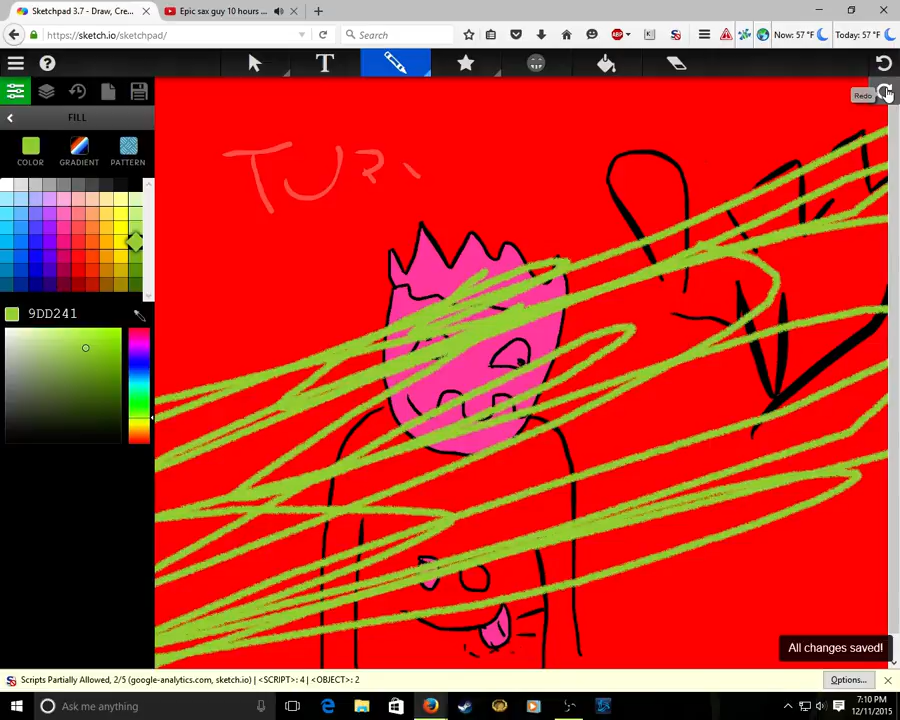 Sketchpad 3.7 - Draw, Cre...
Epic sax guy 10 hours ...
https://sketch.io/sketchpad/
Search
ABP
Now: 57 °F
Today: 57 °F
T
Redo
FILL
COLOR
GRADIENT
PATTERN
9DD241
TUR
All changes saved!
Scripts Partially Allowed, 2/5 (google-analytics.com, sketch.io) | <SCRIPT>: 4 | <OBJECT>: 2
Options...
Ask me anything
7:10 PM
12/11/2015